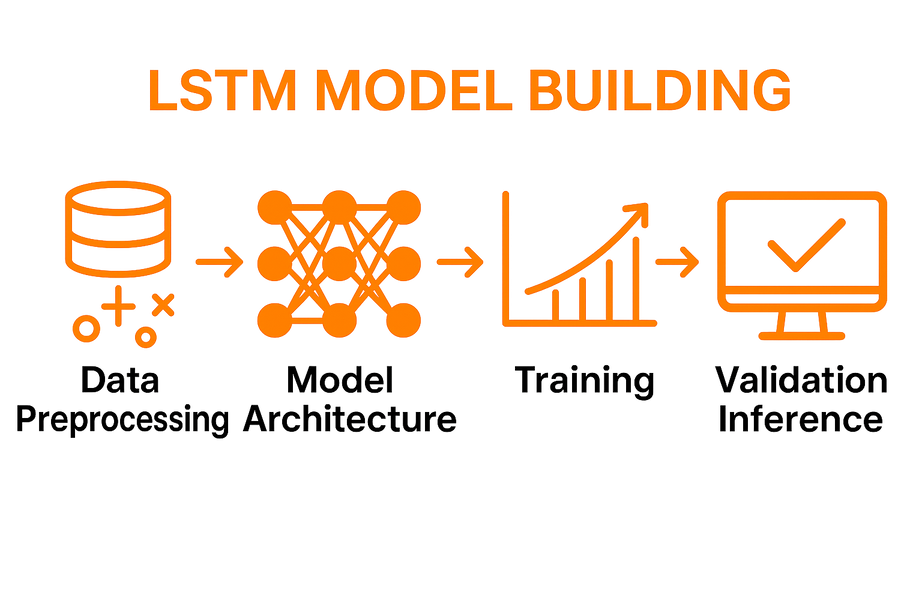 LSTM MODEL BUILDING
Data
Preprocessing
Model
Architecture
Training
Validation
Inference